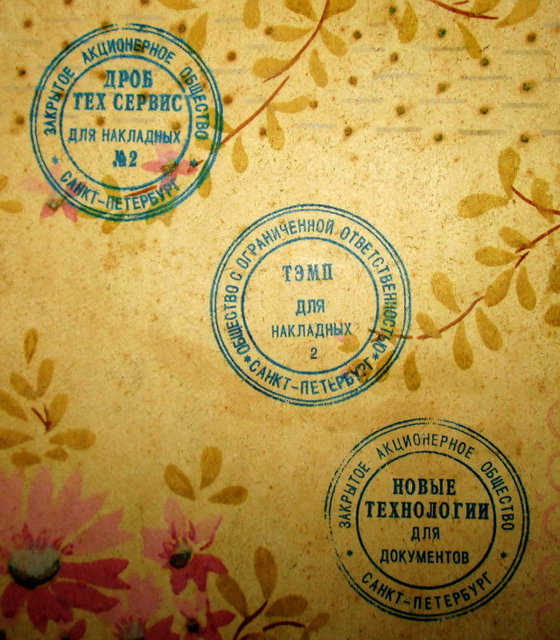 ЗАКРЫТОЕ АКЦИОНЕРНОЕ ОБЩЕСТВО
ДРОБ
ТЕХ СЕРВИС
ДЛЯ НАКЛАДНЫХ
№2
* САНКТ-ПЕТЕРБУРГ *
ОБЩЕСТВО С ОГРАНИЧЕННОЙ ОТВЕТСТВЕННОСТЬЮ
ТЭМП
ДЛЯ
НАКЛАДНЫХ
2
* САНКТ-ПЕТЕРБУРГ *
ЗАКРЫТОЕ АКЦИОНЕРНОЕ ОБЩЕСТВО
НОВЫЕ
ТЕХНОЛОГИИ
ДЛЯ
ДОКУМЕНТОВ
* САНКТ-ПЕТЕРБУРГ *